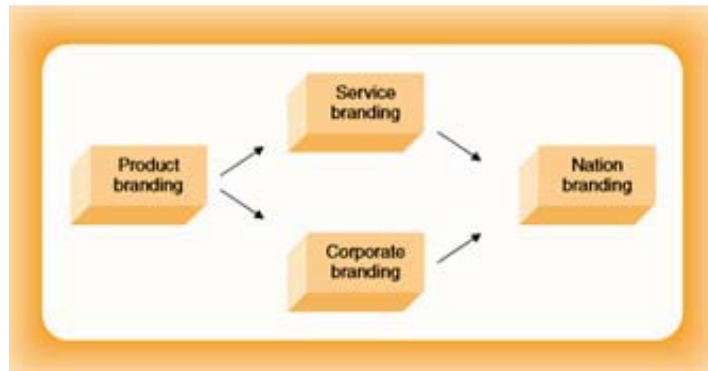 Product
branding
Service
branding
Corporate
branding
Nation
branding